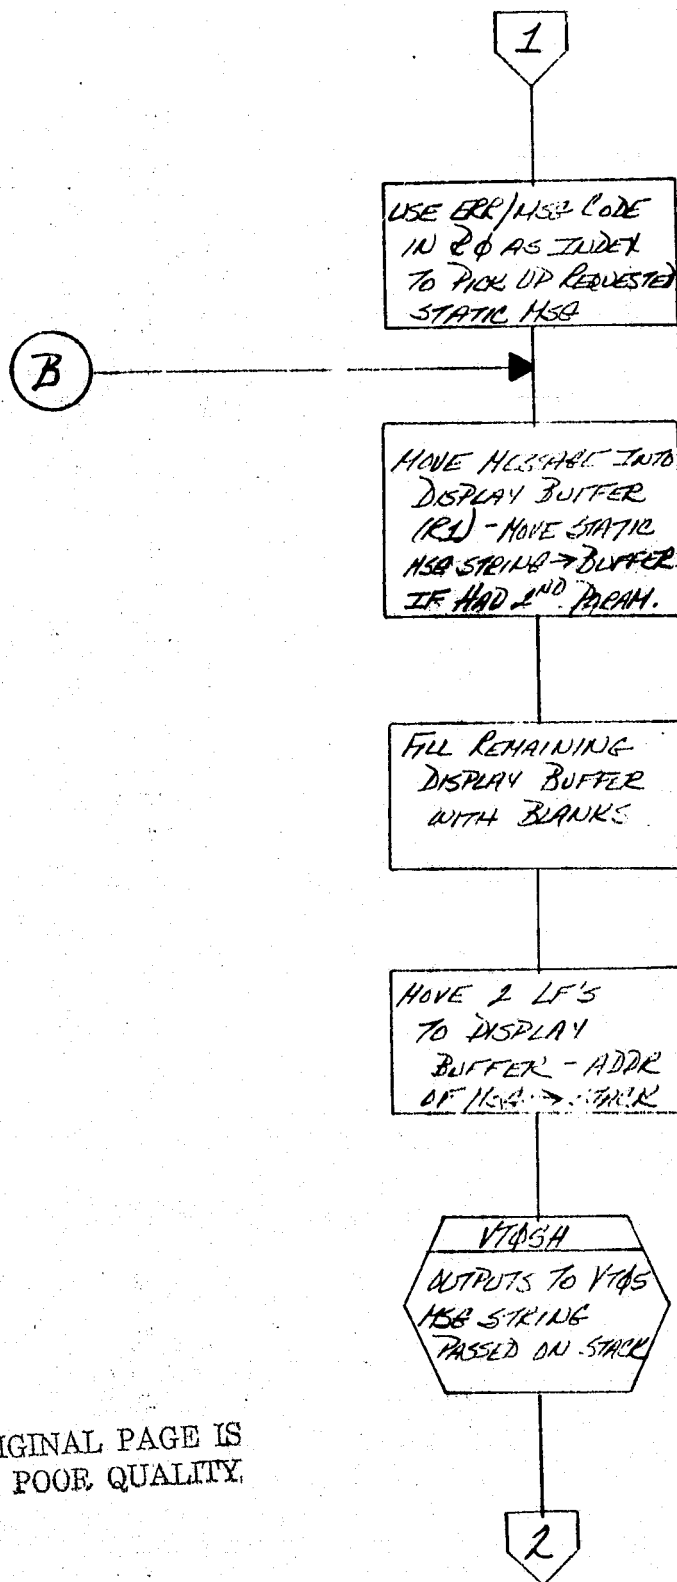 1
USE ERR/MSG CODE
IN RØ AS INDEX
TO PICK UP REQUESTED
STATIC MSG
B
MOVE MESSAGE INTO
DISPLAY BUFFER
(R1) - MOVE STATIC
MSG STRING → BUFFER
IF HAD 2ND PARAM.
FILL REMAINING
DISPLAY BUFFER
WITH BLANKS
MOVE 2 LF'S
TO DISPLAY
BUFFER - ADDR
OF MSG → STACK
VTØ5H
OUTPUTS TO VTØ5
MSG STRING
PASSED ON STACK
IGINAL PAGE IS
POOR QUALITY
2